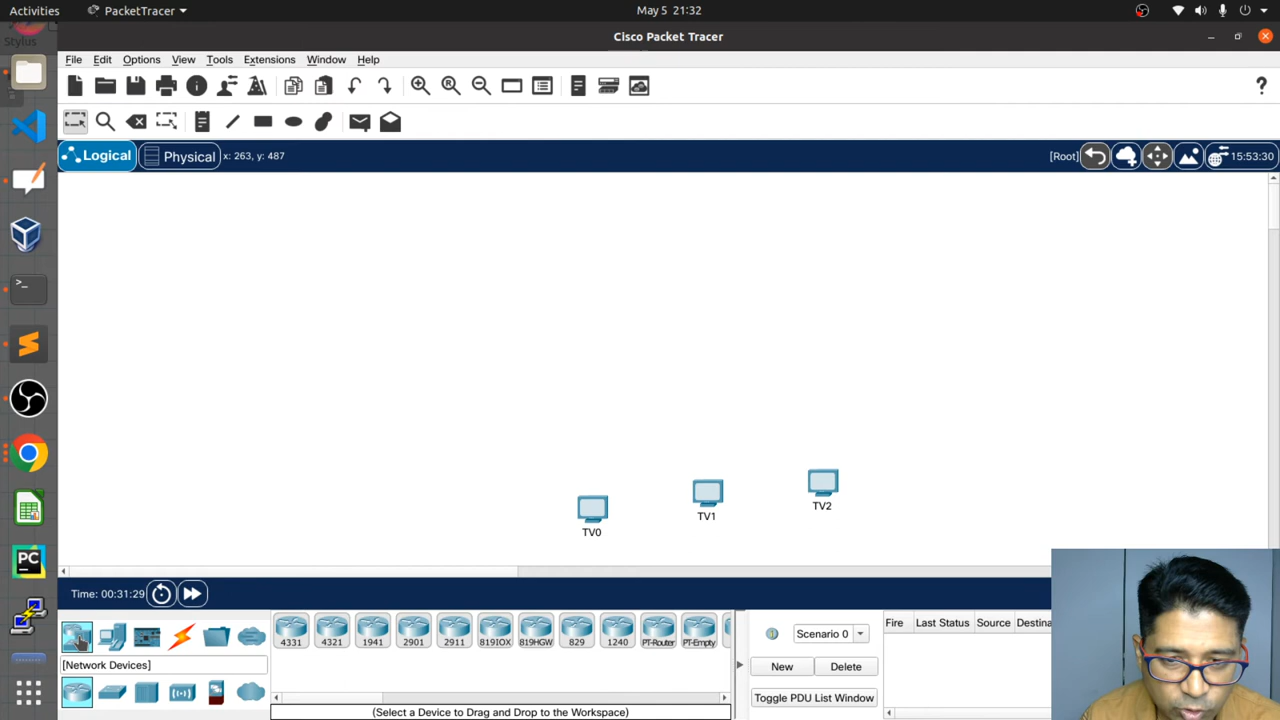 Activities
PacketTracer
May 5 21:32
Stylus
Cisco Packet Tracer
File
Edit
Options
View
Tools
Extensions
Window
Help
?
Logical
Physical
x: 263, y: 487
[Root]
15:53:30
TV0
TV1
TV2
Time: 00:31:29
4331
4321
1941
2901
2911
819IOX
819HGW
829
1240
PT-Router
PT-Empty
[Network Devices]
(Select a Device to Drag and Drop to the Workspace)
Scenario 0
New
Delete
Toggle PDU List Window
Fire
Last Status
Source
Destina
PC